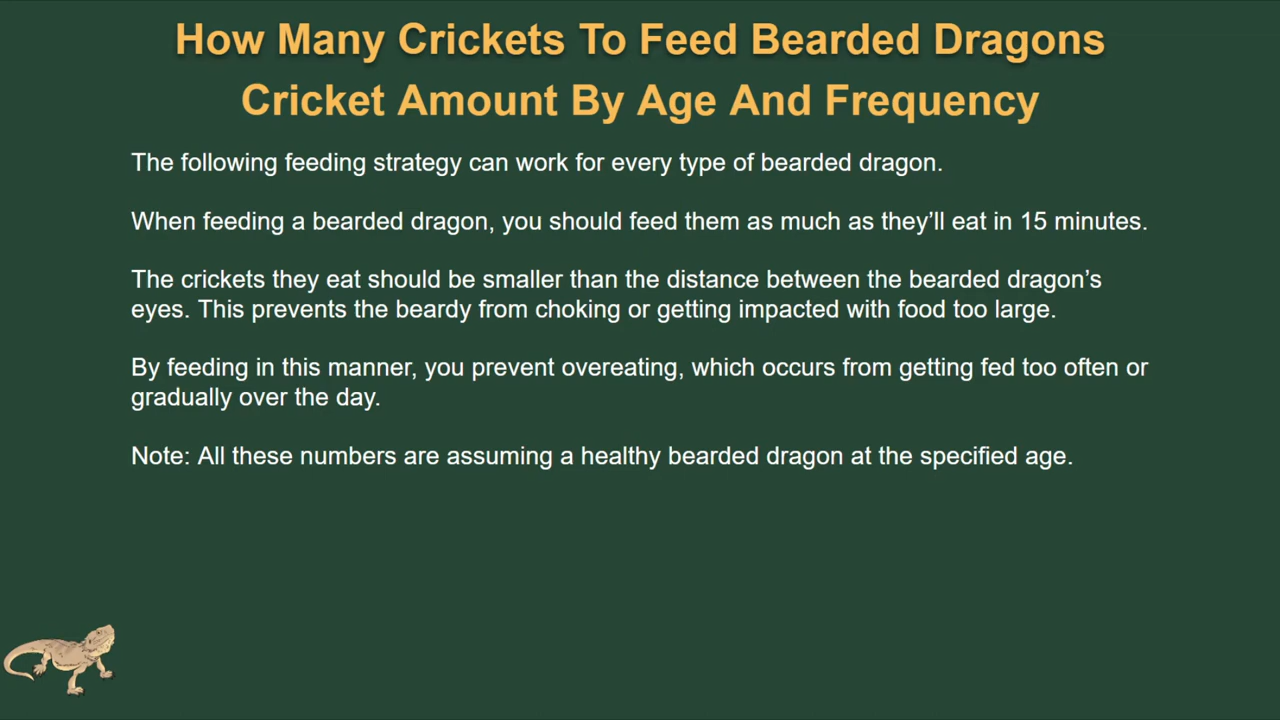 How Many Crickets To Feed Bearded Dragons
Cricket Amount By Age And Frequency
The following feeding strategy can work for every type of bearded dragon.
When feeding a bearded dragon, you should feed them as much as they’ll eat in 15 minutes.
The crickets they eat should be smaller than the distance between the bearded dragon’s
eyes. This prevents the beardy from choking or getting impacted with food too large.
By feeding in this manner, you prevent overeating, which occurs from getting fed too often or
gradually over the day.
Note: All these numbers are assuming a healthy bearded dragon at the specified age.